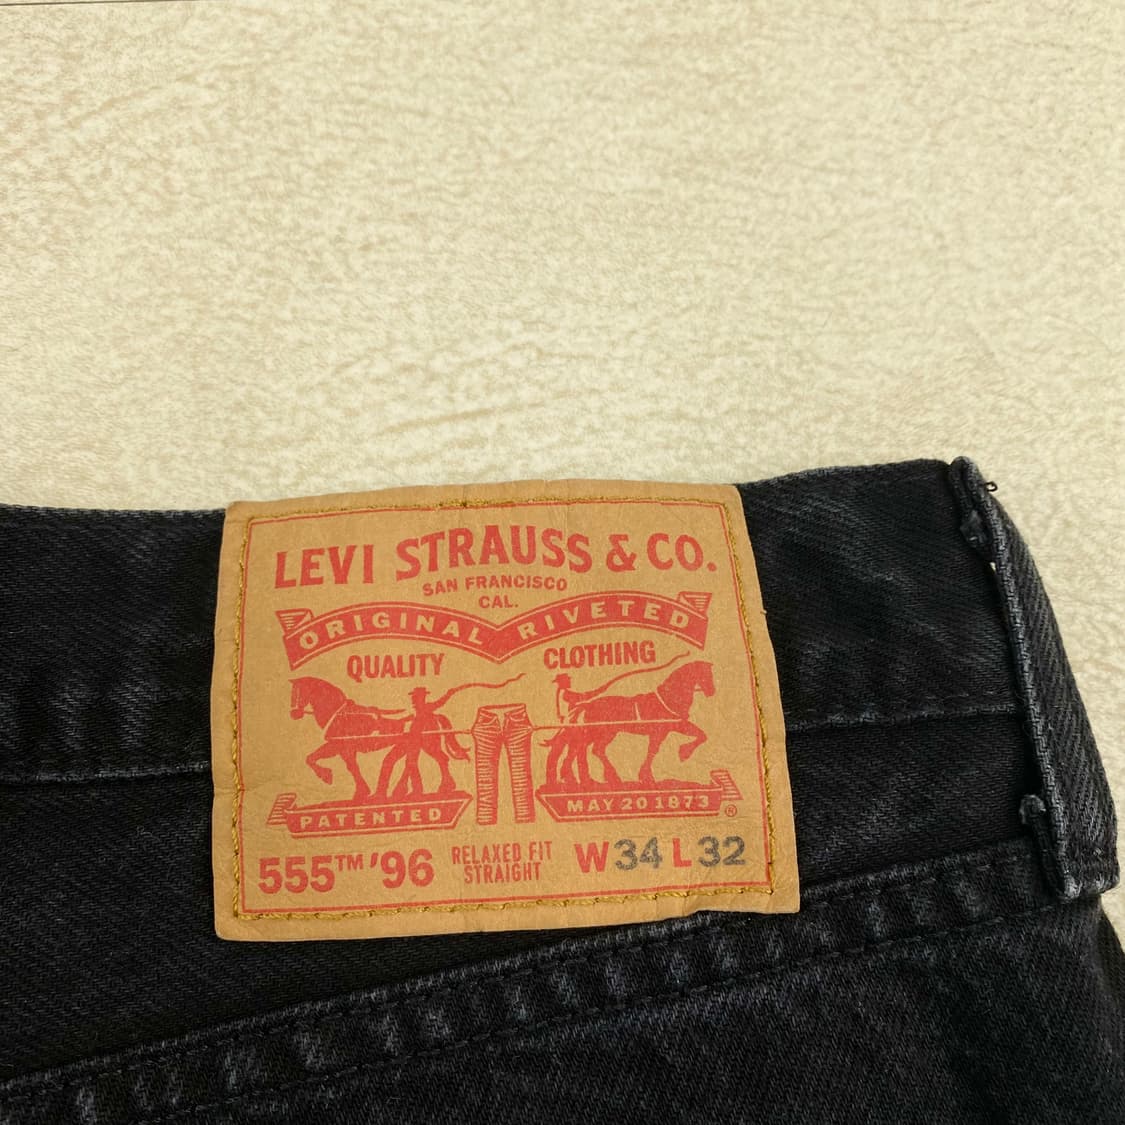 LEVI STRAUSS & CO.
SAN FRANCISCO
CAL.
ORIGINAL RIVETED
QUALITY CLOTHING
PATENTED MAY 20 1873 ®
555™ '96 RELAXED FIT STRAIGHT W34 L32